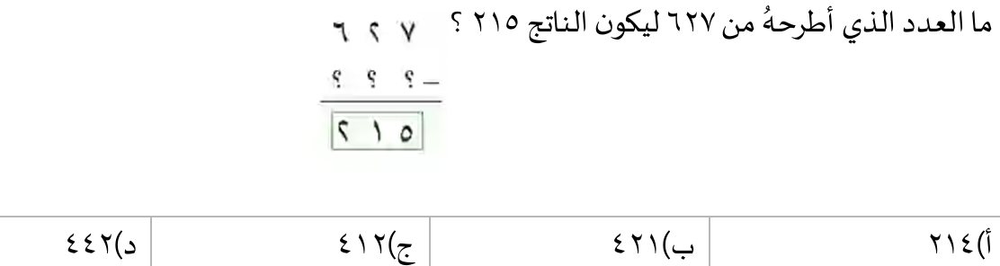 ما العدد الذي أطرحهُ من ٦٢٧ ليكون الناتج ٢١٥ ؟
٦ ٢ ٧
؟ ؟ ؟ −
٢ ١ ٥
أ)٢١٤
ب)٤٢١
ج)٤١٢
د)٤٤٢